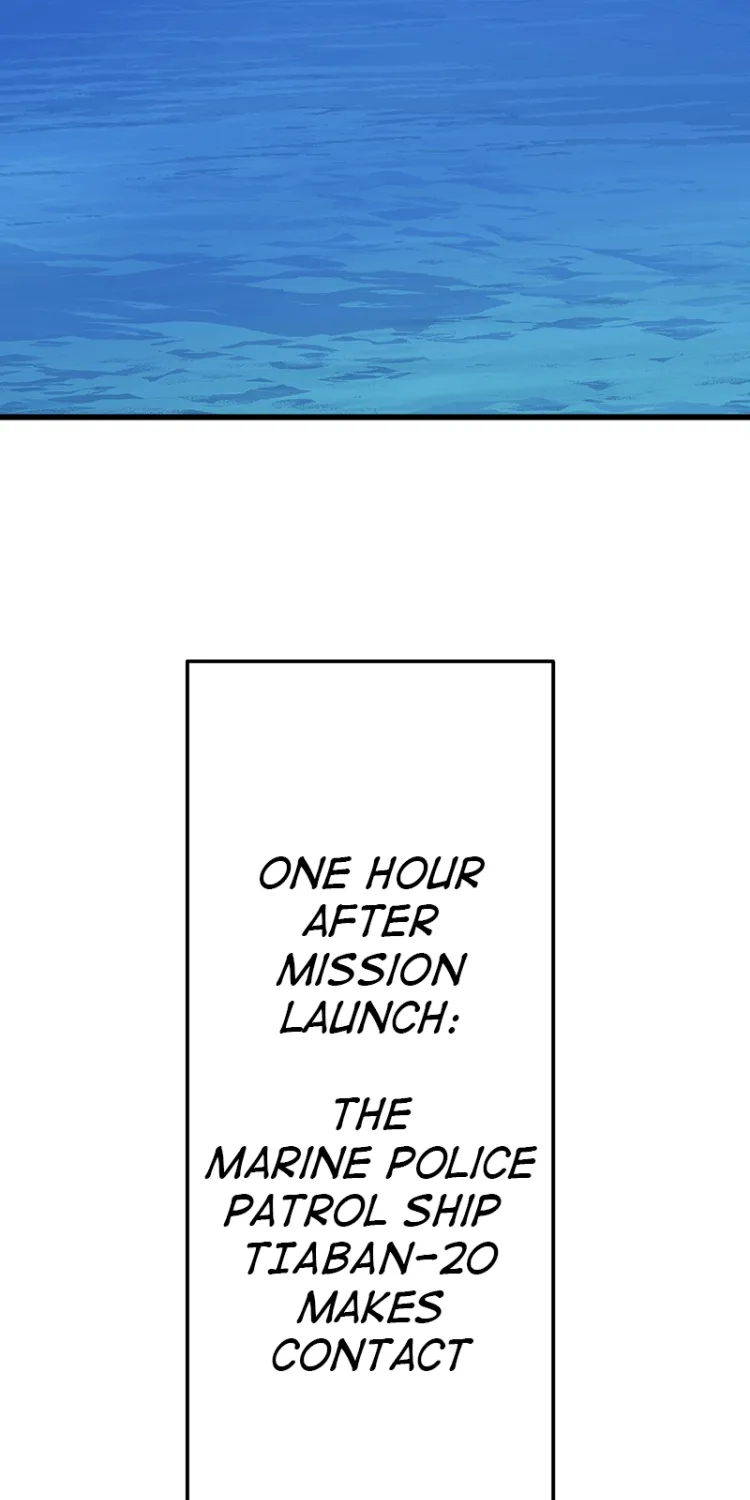 ONE HOUR
AFTER
MISSION
LAUNCH:
THE
MARINE POLICE
PATROL SHIP
TIABAN-20
MAKES
CONTACT